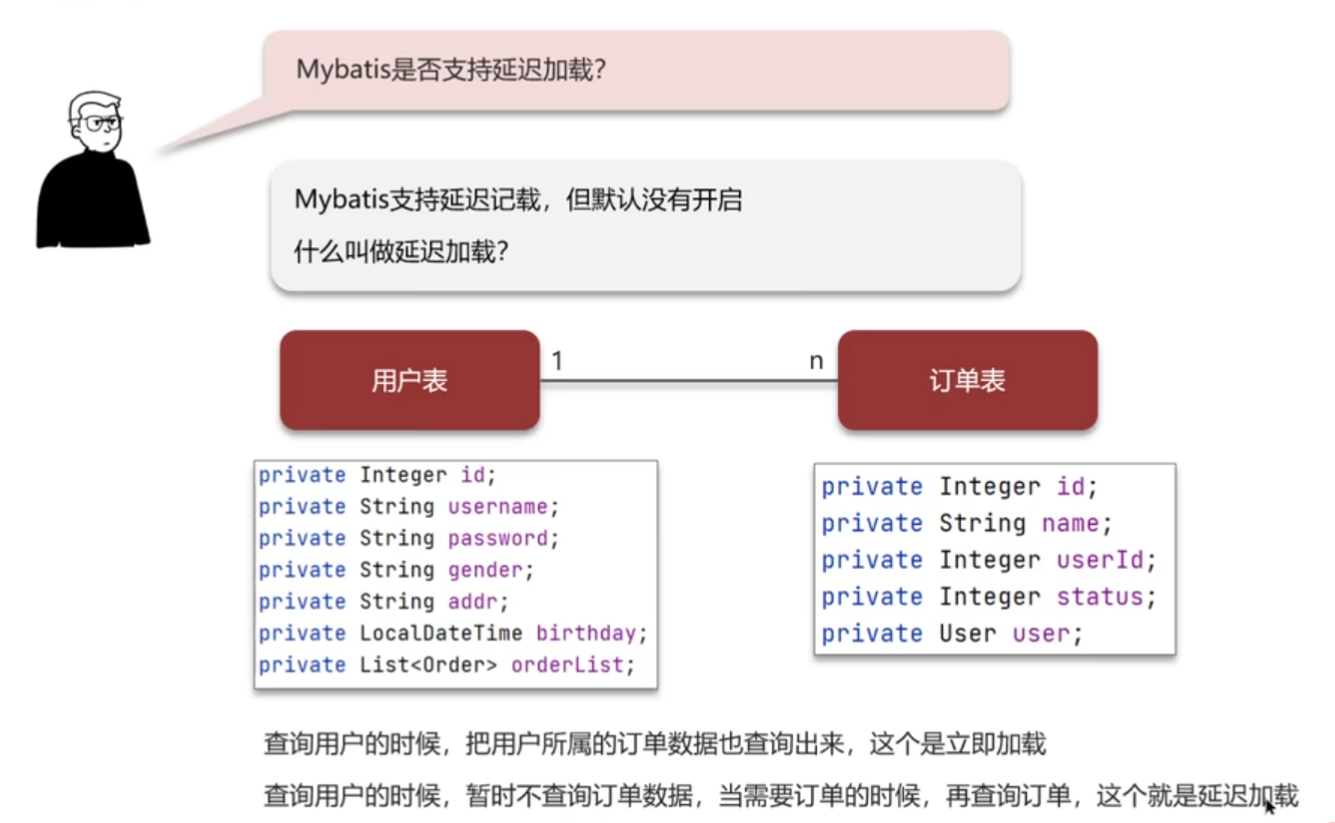 Mybatis是否支持延迟加载？
Mybatis支持延迟记载，但默认没有开启
什么叫做延迟加载？
用户表
1
n
订单表
private Integer id;
private String username;
private String password;
private String gender;
private String addr;
private LocalDateTime birthday;
private List<Order> orderList;
private Integer id;
private String name;
private Integer userId;
private Integer status;
private User user;
查询用户的时候，把用户所属的订单数据也查询出来，这个是立即加载
查询用户的时候，暂时不查询订单数据，当需要订单的时候，再查询订单，这个就是延迟加载